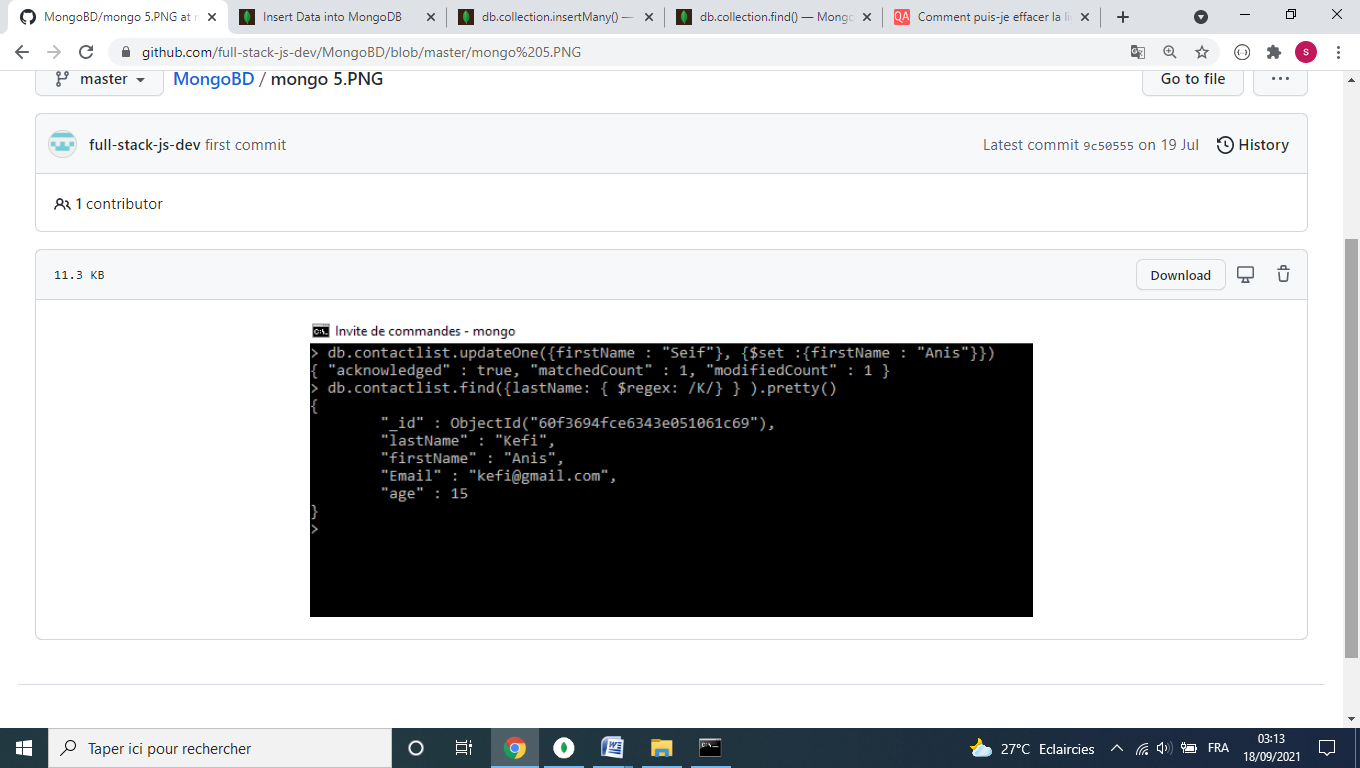 MongoBD/mongo 5.PNG at
Insert Data into MongoDB
db.collection.insertMany() —
db.collection.find() — Mong
QA
Comment puis-je effacer la
github.com/full-stack-js-dev/MongoBD/blob/master/mongo%205.PNG
s
master
MongoBD / mongo 5.PNG
Go to file
full-stack-js-dev first commit
Latest commit 9c50555 on 19 Jul
History
1 contributor
11.3 KB
Download
C:\. Invite de commandes - mongo
> db.contactlist.updateOne({firstName : "Seif"}, {$set :{firstName : "Anis"}})
{ "acknowledged" : true, "matchedCount" : 1, "modifiedCount" : 1 }
> db.contactlist.find({lastName: { $regex: /K/} } ).pretty()
{
"_id" : ObjectId("60f3694fce6343e051061c69"),
"lastName" : "Kefi",
"firstName" : "Anis",
"Email" : "kefi@gmail.com",
"age" : 15
}
>
Taper ici pour rechercher
27°C Eclaircies
FRA
03:13
18/09/2021